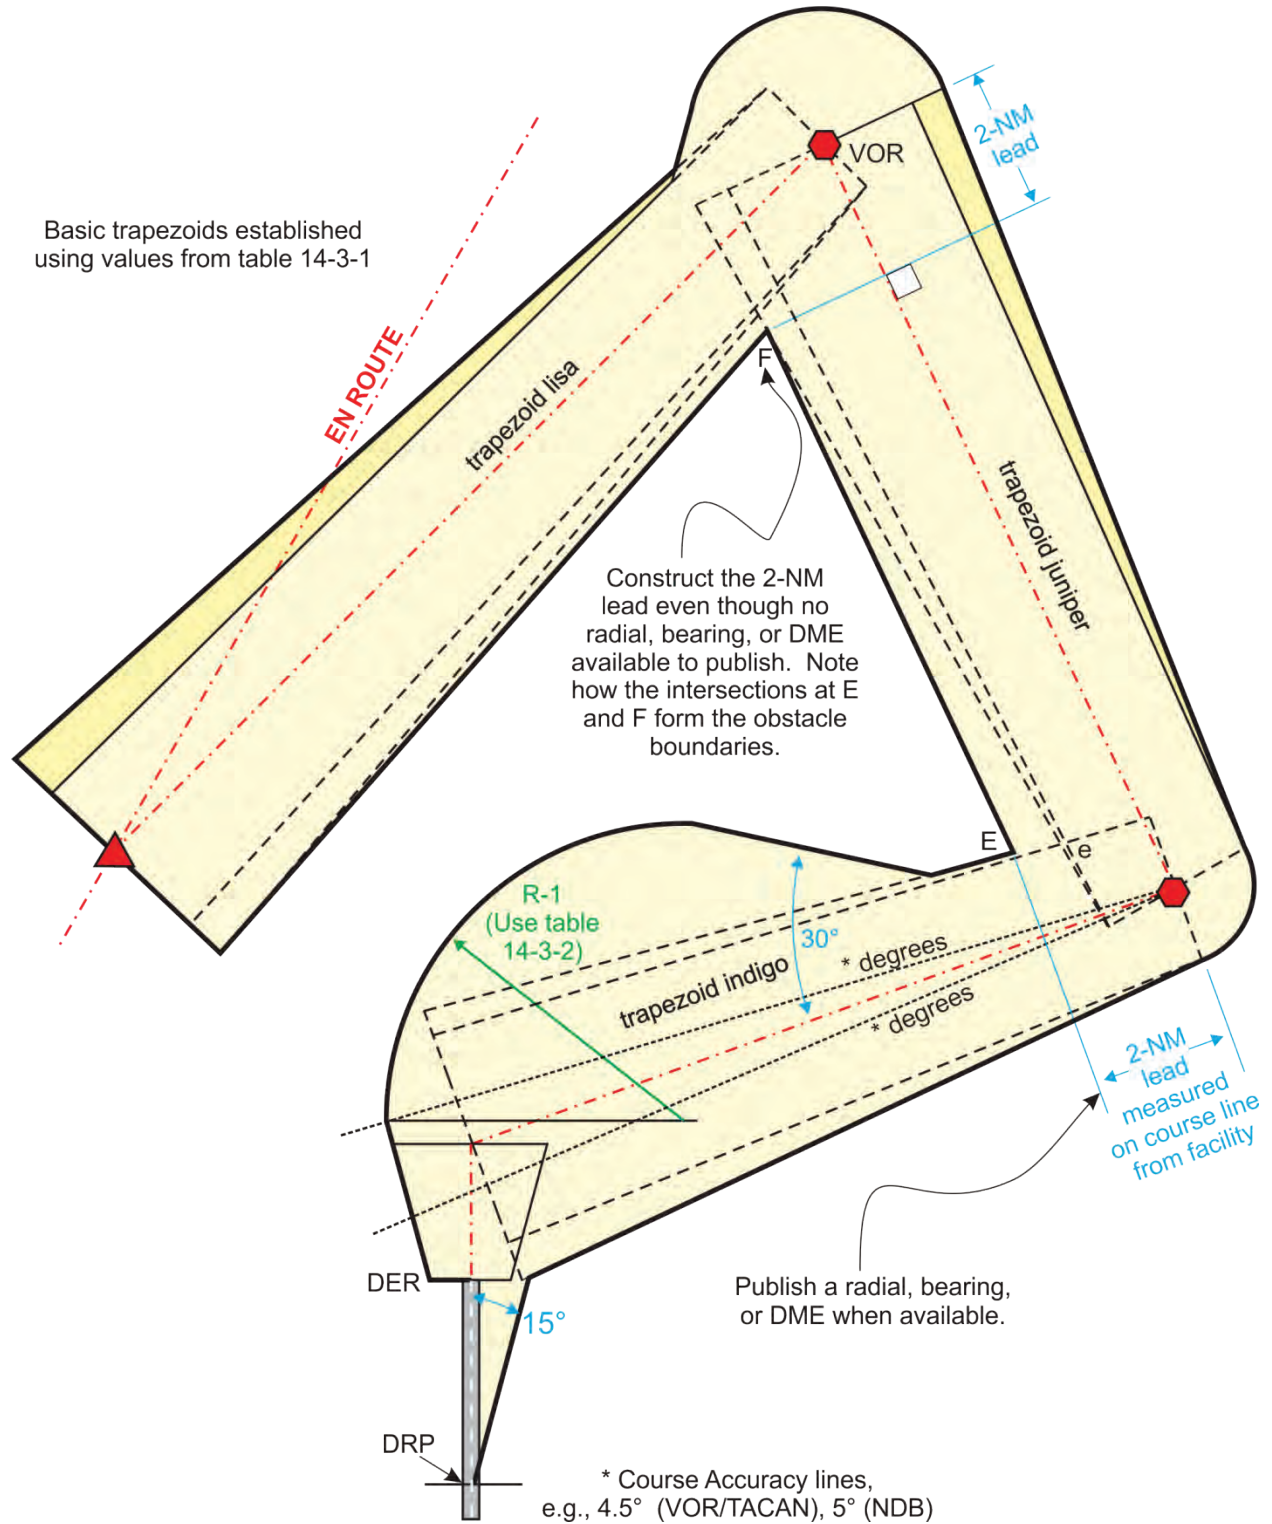 2-NM
lead
VOR
Basic trapezoids established
using values from table 14-3-1
EN ROUTE
trapezoid lisa
F
trapezoid juniper
Construct the 2-NM
lead even though no
radial, bearing, or DME
available to publish. Note
how the intersections at E
and F form the obstacle
boundaries.
E
e
R-1
(Use table
14-3-2)
30°
* degrees
trapezoid indigo
* degrees
2-NM
lead
measured
on course line
from facility
DER
Publish a radial, bearing,
or DME when available.
15°
DRP
* Course Accuracy lines,
e.g., 4.5° (VOR/TACAN), 5° (NDB)